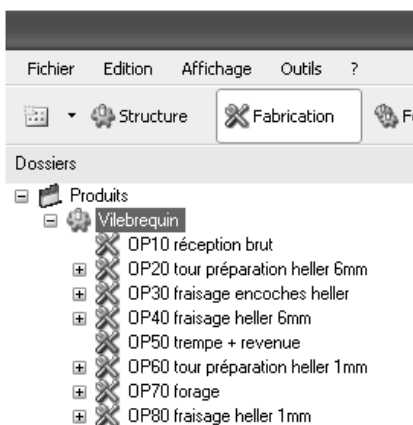 Fichier Edition Affichage Outils ?
Structure Fabrication F
Dossiers
Produits
Vilebrequin
OP10 réception brut
OP20 tour préparation heller 6mm
OP30 fraisage encoches heller
OP40 fraisage heller 6mm
OP50 trempe + revenue
OP60 tour préparation heller 1mm
OP70 forage
OP80 fraisage heller 1mm